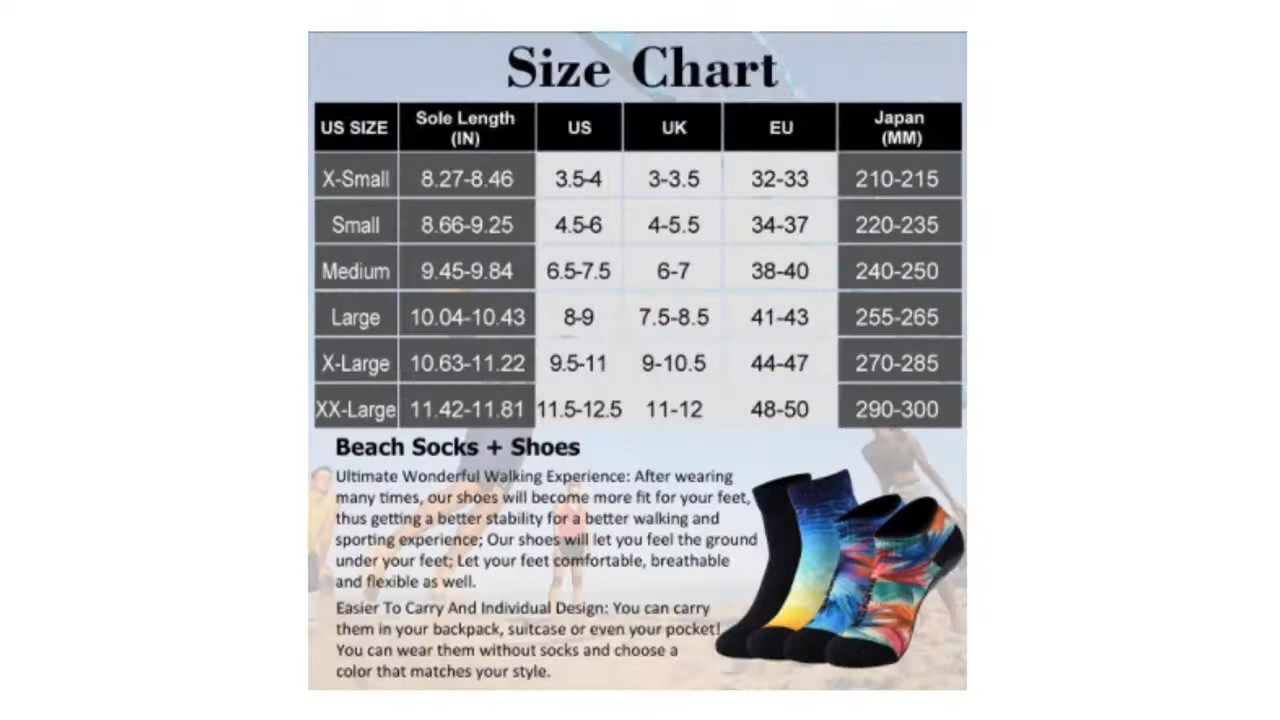 Size Chart
US SIZE Sole Length (IN) US UK EU Japan (MM)
X-Small 8.27-8.46 3.5-4 3-3.5 32-33 210-215
Small 8.66-9.25 4.5-6 4-5.5 34-37 220-235
Medium 9.45-9.84 6.5-7.5 6-7 38-40 240-250
Large 10.04-10.43 8-9 7.5-8.5 41-43 255-265
X-Large 10.63-11.22 9.5-11 9-10.5 44-47 270-285
XX-Large 11.42-11.81 11.5-12.5 11-12 48-50 290-300
Beach Socks + Shoes
Ultimate Wonderful Walking Experience: After wearing
many times, our shoes will become more fit for your feet,
thus getting a better stability for a better walking and
sporting experience; Our shoes will let you feel the ground
under your feet; Let your feet comfortable, breathable
and flexible as well.
Easier To Carry And Individual Design: You can carry
them in your backpack, suitcase or even your pocket!
You can wear them without socks and choose a
color that matches your style.